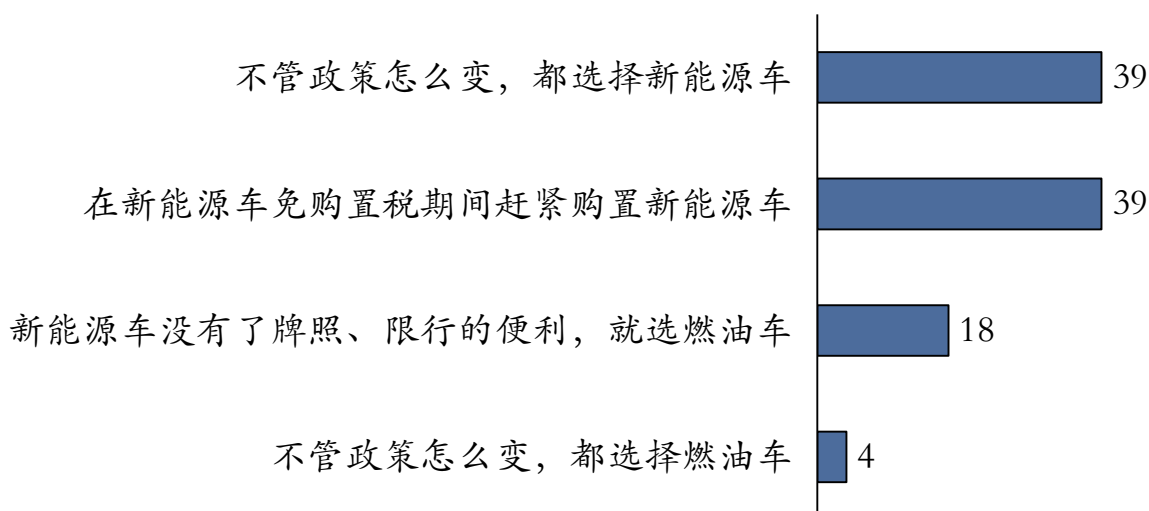 不管政策怎么变，都选择新能源车 39
在新能源车免购置税期间赶紧购置新能源车 39
新能源车没有了牌照、限行的便利，就选燃油车 18
不管政策怎么变，都选择燃油车 4